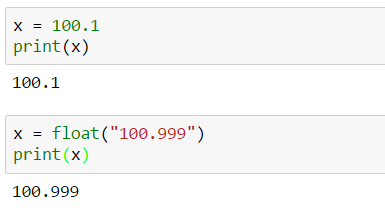 x = 100.1
print(x)
100.1
x = float("100.999")
print(x)
100.999